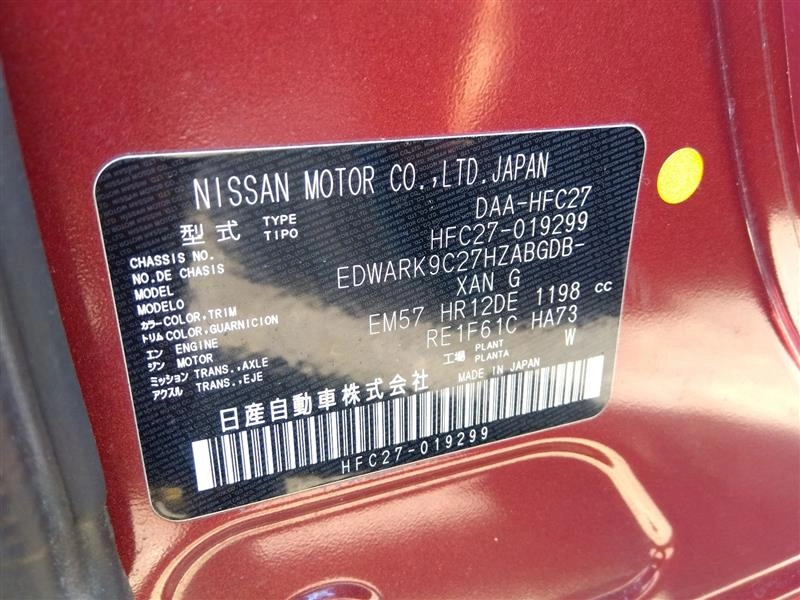 NISSAN MOTOR CO.,LTD.JAPAN
型式 TYPE TIPO DAA-HFC27
CHASSIS NO. NO.DE CHASIS HFC27-019299
MODEL MODELO EDWARK9C27HZABGDB-
カラー COLOR,TRIM トリム COLOR,GUARNICION XAN G
エンジン ENGINE MOTOR EM57 HR12DE 1198 CC
ミッション TRANS.,AXLE アクスル TRANS.,EJE RE1F61C HA73
工場 PLANT PLANTA W
日産自動車株式会社 MADE IN JAPAN
HFC27-019299